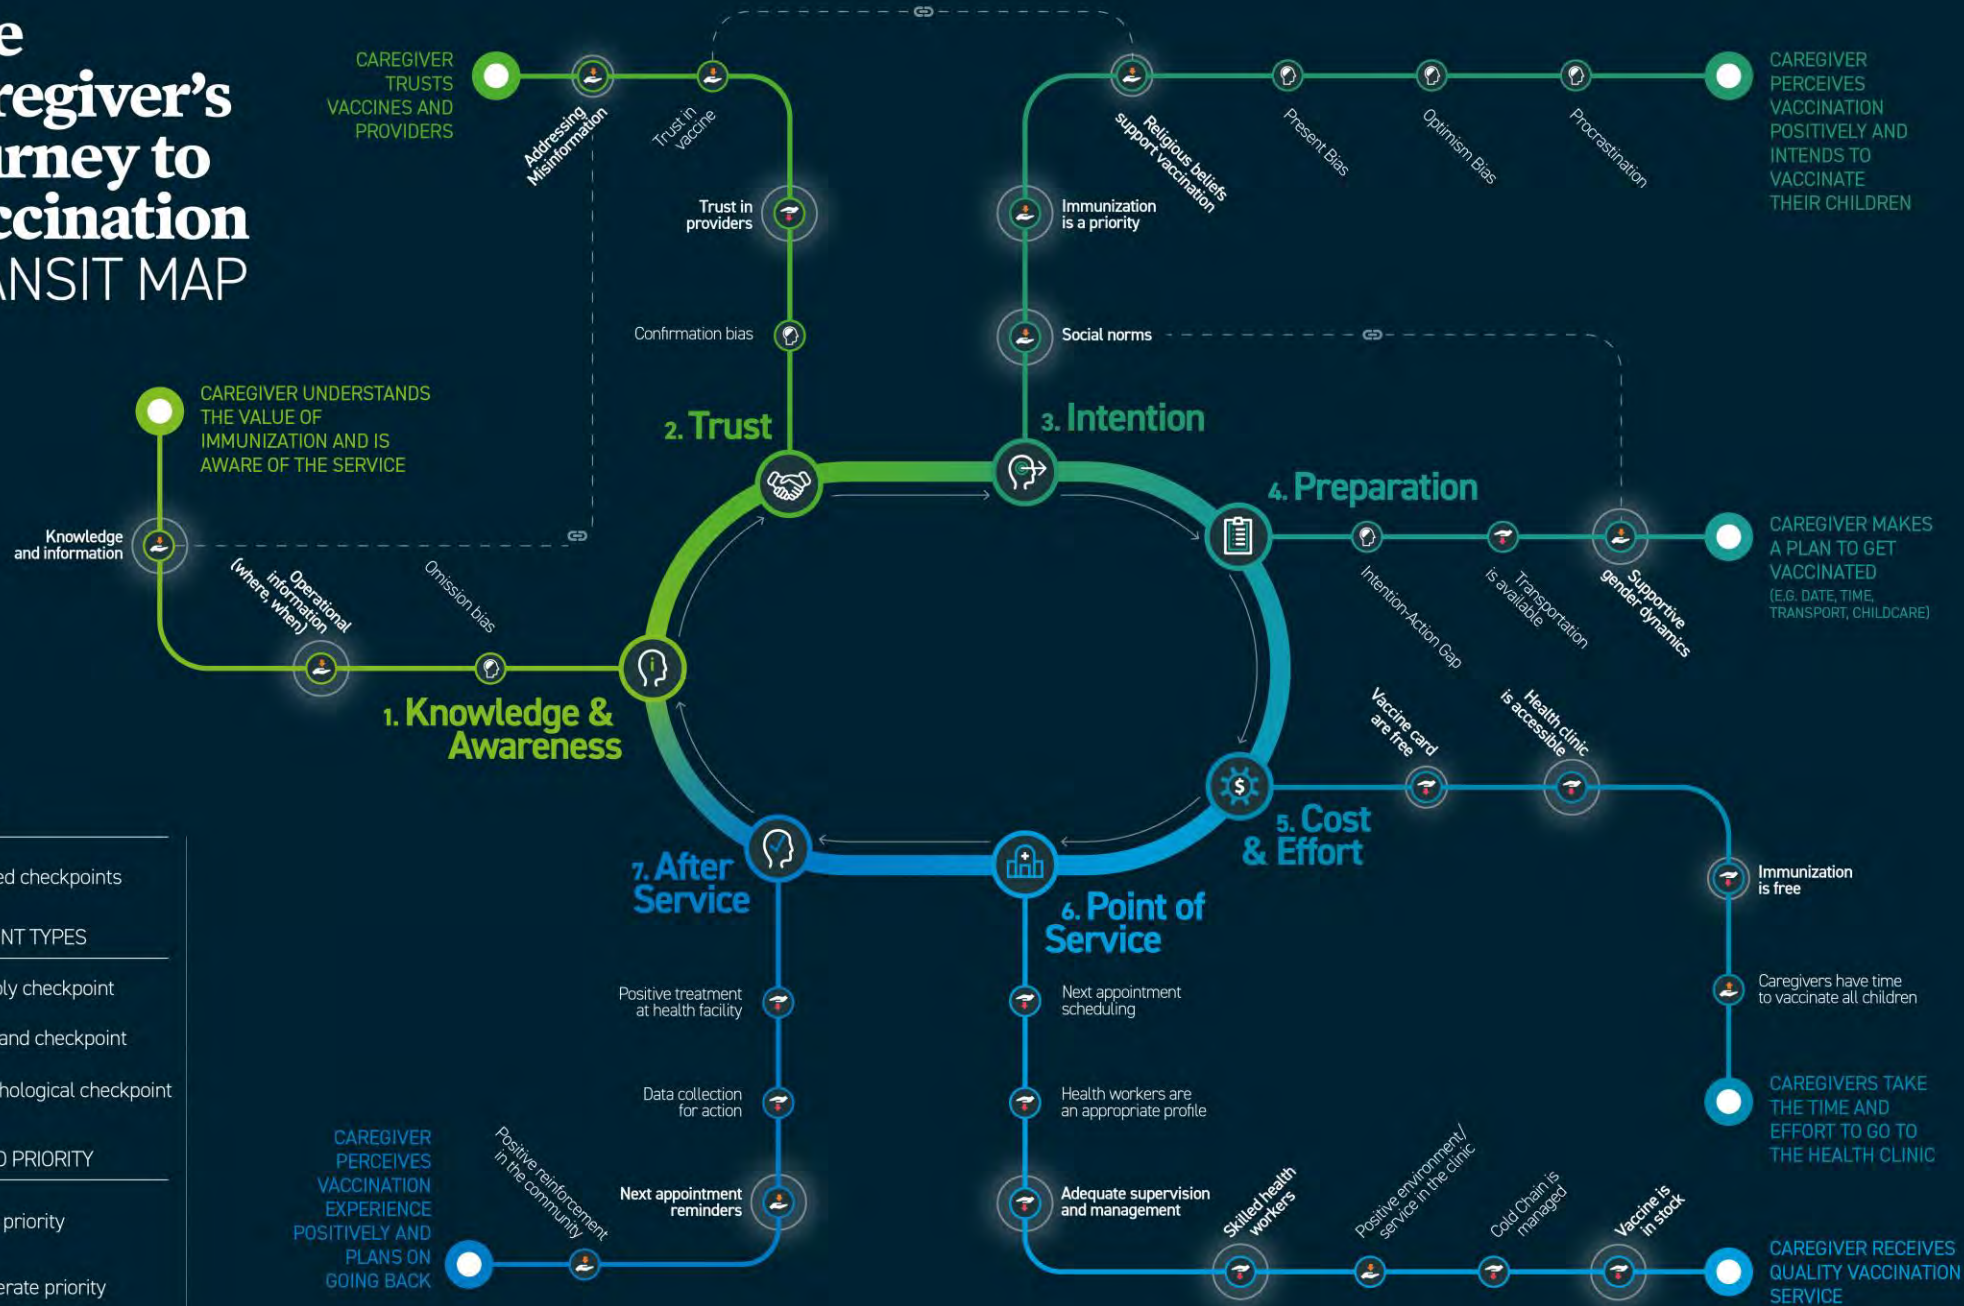 e
regiver's
urney to
ccination
ANSIT MAP
CAREGIVER
TRUSTS
VACCINES AND
PROVIDERS
Addressing
Misinformation
Trust in
vaccine
Trust in
providers
Confirmation bias
2. Trust
Religious beliefs
support vaccination
Present Bias
Optimism Bias
Procrastination
CAREGIVER
PERCEIVES
VACCINATION
POSITIVELY AND
INTENDS TO
VACCINATE
THEIR CHILDREN
Immunization
is a priority
Social norms
3. Intention
CAREGIVER UNDERSTANDS
THE VALUE OF
IMMUNIZATION AND IS
AWARE OF THE SERVICE
Knowledge
and information
Operational
information
(where, when)
Omission bias
i
1. Knowledge &
Awareness
4. Preparation
Intention-Action Gap
Transportation
is available
Supportive
gender dynamics
CAREGIVER MAKES
A PLAN TO GET
VACCINATED
(E.G. DATE, TIME,
TRANSPORT, CHILDCARE)
Vaccine card
are free
Health clinic
is accessible
$
5. Cost
& Effort
Immunization
is free
Caregivers have time
to vaccinate all children
CAREGIVERS TAKE
THE TIME AND
EFFORT TO GO TO
THE HEALTH CLINIC
7. After
Service
Positive treatment
at health facility
Data collection
for action
Next appointment
reminders
Positive reinforcement
in the community
CAREGIVER
PERCEIVES
VACCINATION
EXPERIENCE
POSITIVELY AND
PLANS ON
GOING BACK
6. Point of
Service
Next appointment
scheduling
Health workers are
an appropriate profile
Adequate supervision
and management
Skilled health
workers
Positive environment/
service in the clinic
Cold Chain is
managed
Vaccine is
in stock
CAREGIVER RECEIVES
QUALITY VACCINATION
SERVICE
ed checkpoints
NT TYPES
ly checkpoint
and checkpoint
hological checkpoint
PRIORITY
priority
erate priority